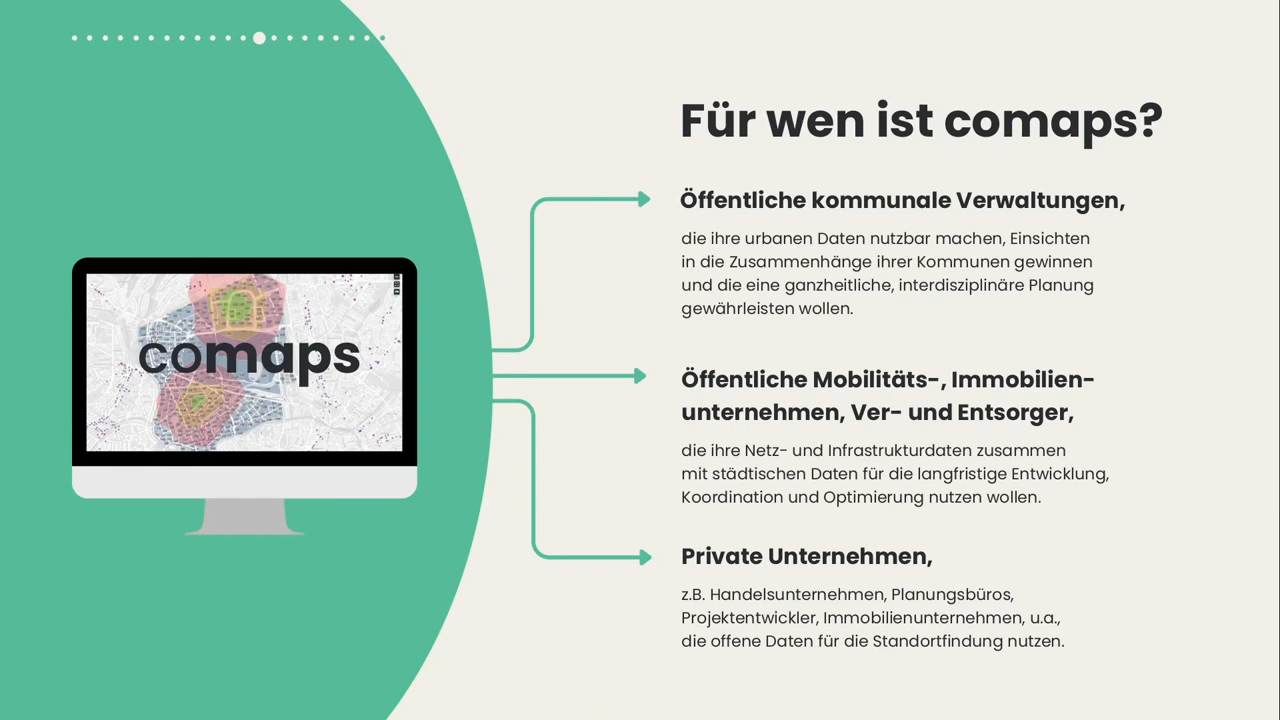 Für wen ist comaps?
Öffentliche kommunale Verwaltungen,
die ihre urbanen Daten nutzbar machen, Einsichten
in die Zusammenhänge ihrer Kommunen gewinnen
und die eine ganzheitliche, interdisziplinäre Planung
gewährleisten wollen.
comaps
Öffentliche Mobilitäts-, Immobilien-
unternehmen, Ver- und Entsorger,
die ihre Netz- und Infrastrukturdaten zusammen
mit städtischen Daten für die langfristige Entwicklung,
Koordination und Optimierung nutzen wollen.
Private Unternehmen,
z.B. Handelsunternehmen, Planungsbüros,
Projektentwickler, Immobilienunternehmen, u.a.,
die offene Daten für die Standortfindung nutzen.